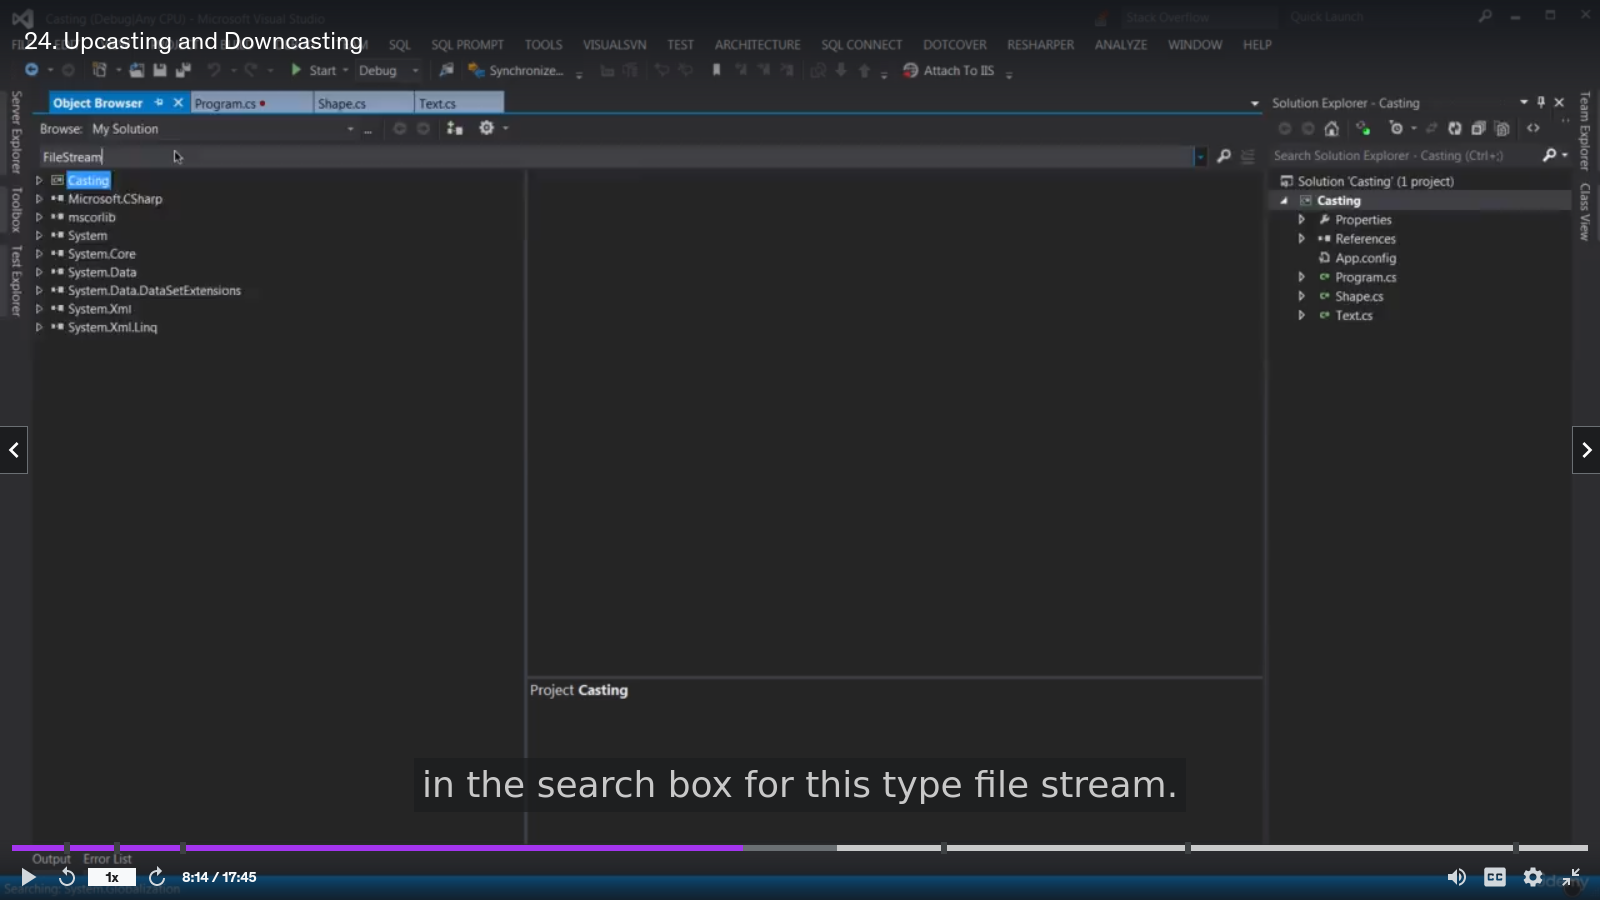 Casting (Debug|Any CPU) - Microsoft Visual Studio
Stack Overflow
Quick Launch
24. Upcasting and Downcasting
SQL SQL PROMPT TOOLS VISUALSVN TEST ARCHITECTURE SQL CONNECT DOTCOVER RESHARPER ANALYZE WINDOW HELP
Start Debug Synchronize... Attach To IIS
Server Explorer
Toolbox
Test Explorer
Object Browser Program.cs Shape.cs Text.cs
Browse: My Solution ...
FileStream
Casting
Microsoft.CSharp
mscorlib
System
System.Core
System.Data
System.Data.DataSetExtensions
System.Xml
System.Xml.Linq
Project Casting
Solution Explorer - Casting
Search Solution Explorer - Casting (Ctrl+;)
Solution 'Casting' (1 project)
Casting
Properties
References
App.config
Program.cs
Shape.cs
Text.cs
Team Explorer
Class View
in the search box for this type file stream.
Output Error List
1x 8:14 / 17:45 CC
Searching: System.Globalization